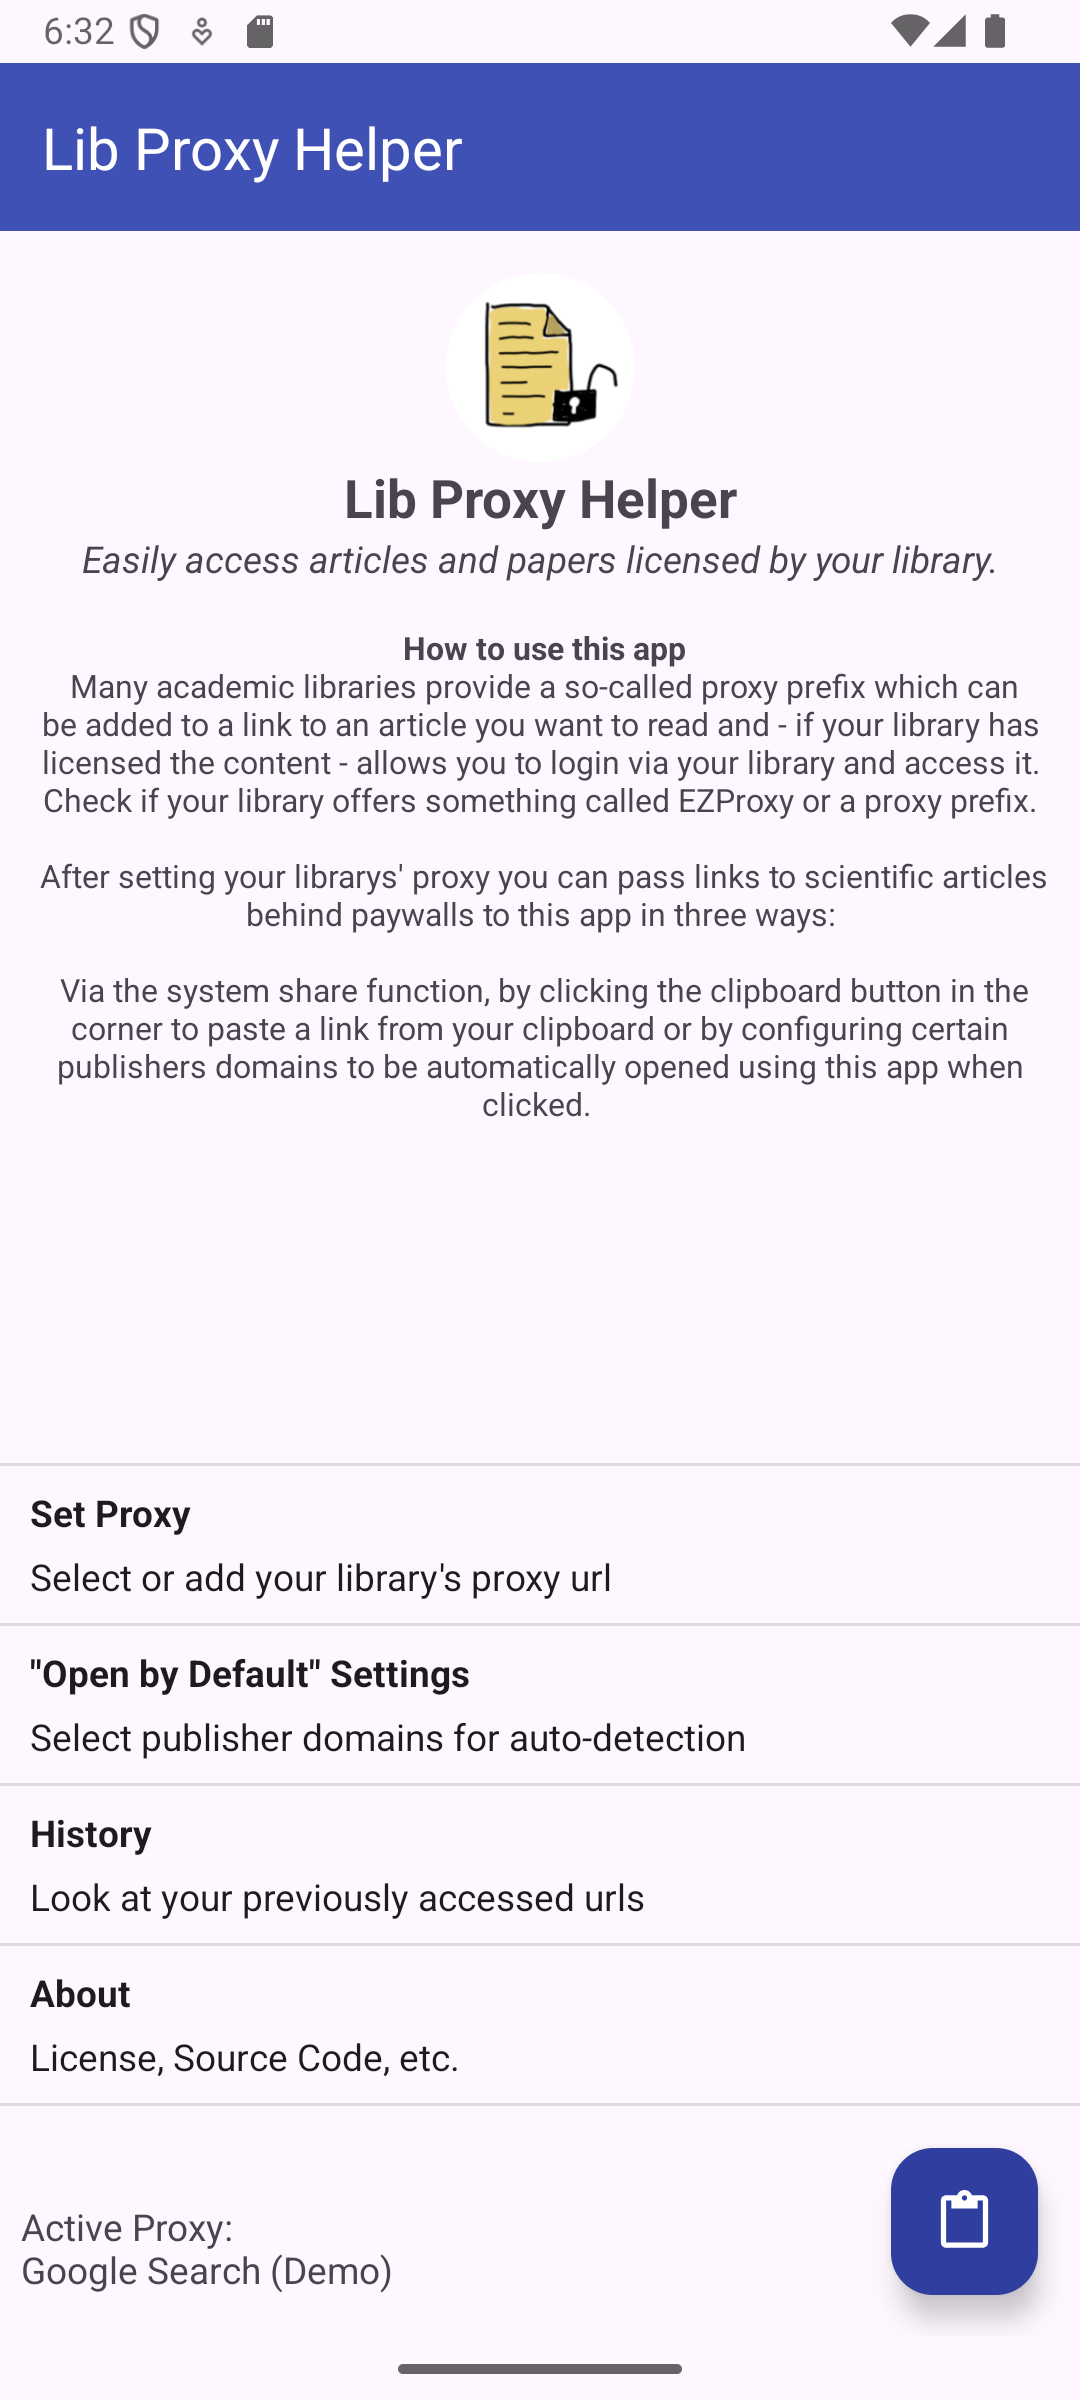 6:32
Lib Proxy Helper
Lib Proxy Helper
Easily access articles and papers licensed by your library.
How to use this app
Many academic libraries provide a so-called proxy prefix which can
be added to a link to an article you want to read and - if your library has
licensed the content - allows you to login via your library and access it.
Check if your library offers something called EZProxy or a proxy prefix.
After setting your librarys' proxy you can pass links to scientific articles
behind paywalls to this app in three ways:
Via the system share function, by clicking the clipboard button in the
corner to paste a link from your clipboard or by configuring certain
publishers domains to be automatically opened using this app when
clicked.
Set Proxy
Select or add your library's proxy url
"Open by Default" Settings
Select publisher domains for auto-detection
History
Look at your previously accessed urls
About
License, Source Code, etc.
Active Proxy:
Google Search (Demo)